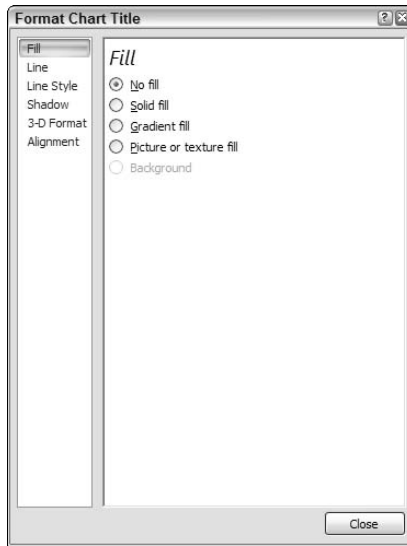 Format Chart Title
Fill
Line
Line Style
Shadow
3-D Format
Alignment
Fill
No fill
Solid fill
Gradient fill
Picture or texture fill
Background
Close